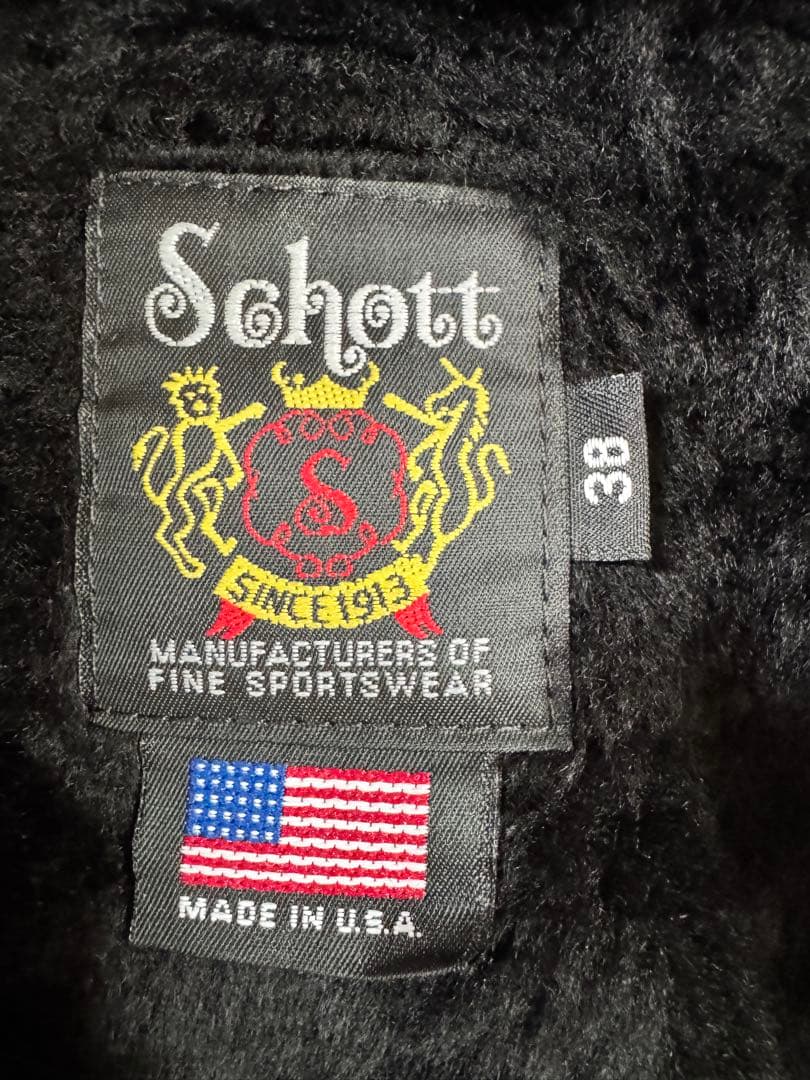 Schott
S
SINCE 1913
MANUFACTURERS OF
FINE SPORTSWEAR
38
MADE IN U.S.A.